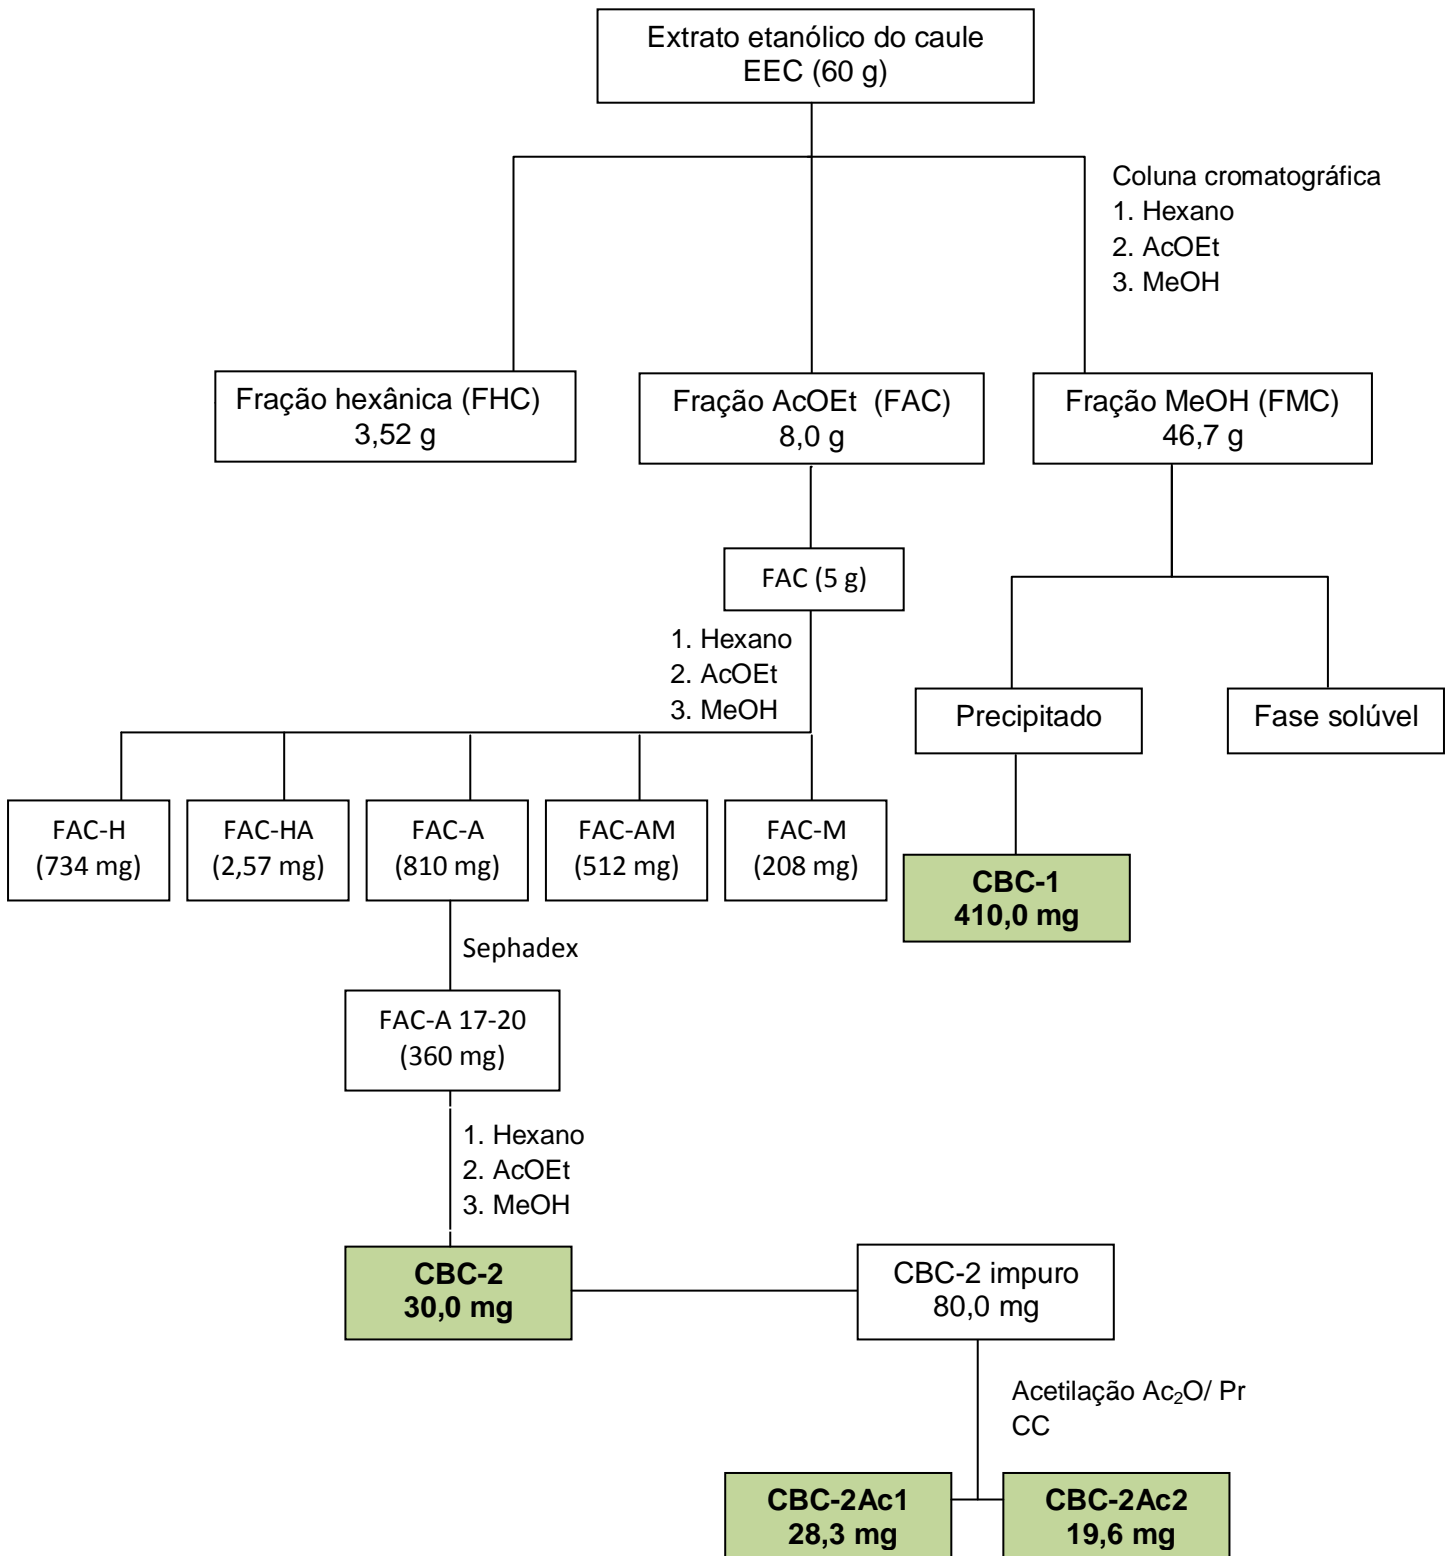 Extrato etanólico do caule
EEC (60 g)
Coluna cromatográfica
1. Hexano
2. AcOEt
3. MeOH
Fração hexânica (FHC)
3,52 g
Fração AcOEt (FAC)
8,0 g
Fração MeOH (FMC)
46,7 g
FAC (5 g)
1. Hexano
2. AcOEt
3. MeOH
Precipitado
Fase solúvel
FAC-H
(734 mg)
FAC-HA
(2,57 mg)
FAC-A
(810 mg)
FAC-AM
(512 mg)
FAC-M
(208 mg)
CBC-1
410,0 mg
Sephadex
FAC-A 17-20
(360 mg)
1. Hexano
2. AcOEt
3. MeOH
CBC-2
30,0 mg
CBC-2 impuro
80,0 mg
Acetilação Ac₂O/ Pr
CC
CBC-2Ac1
28,3 mg
CBC-2Ac2
19,6 mg